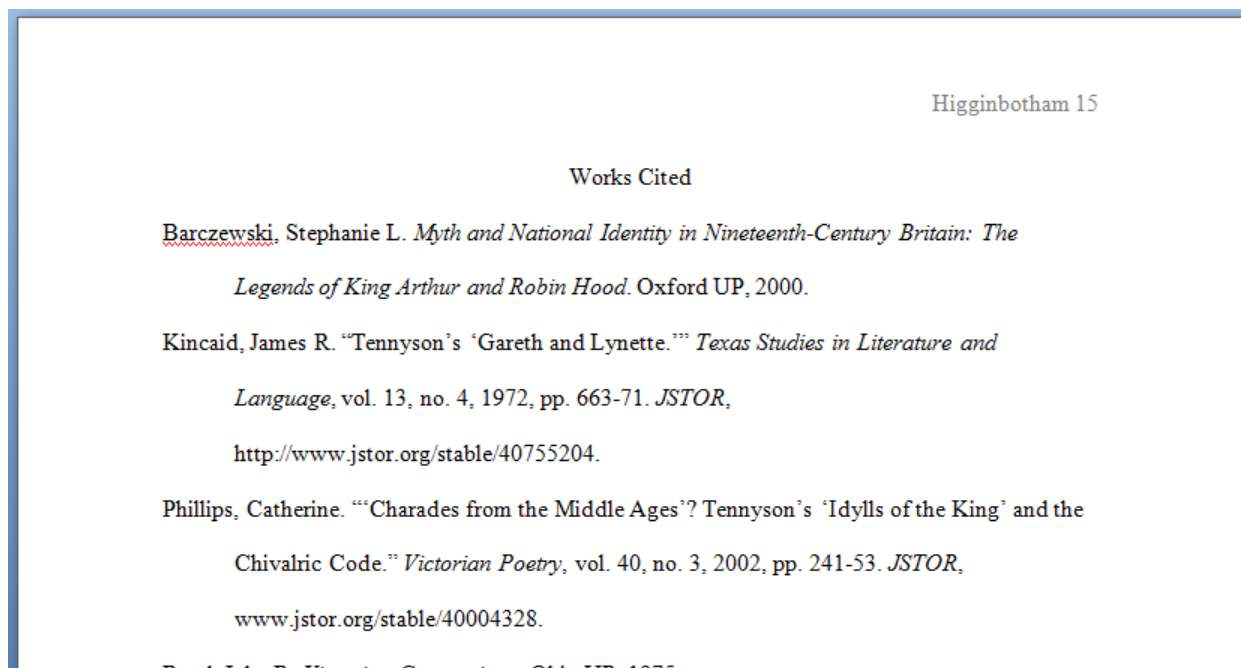 Higginbotham 15
Works Cited
Barczewski, Stephanie L. Myth and National Identity in Nineteenth-Century Britain: The
Legends of King Arthur and Robin Hood. Oxford UP, 2000.
Kincaid, James R. “Tennyson’s ‘Gareth and Lynette.’” Texas Studies in Literature and
Language, vol. 13, no. 4, 1972, pp. 663-71. JSTOR,
http://www.jstor.org/stable/40755204.
Phillips, Catherine. “‘Charades from the Middle Ages’? Tennyson’s ‘Idylls of the King’ and the
Chivalric Code.” Victorian Poetry, vol. 40, no. 3, 2002, pp. 241-53. JSTOR,
www.jstor.org/stable/40004328.